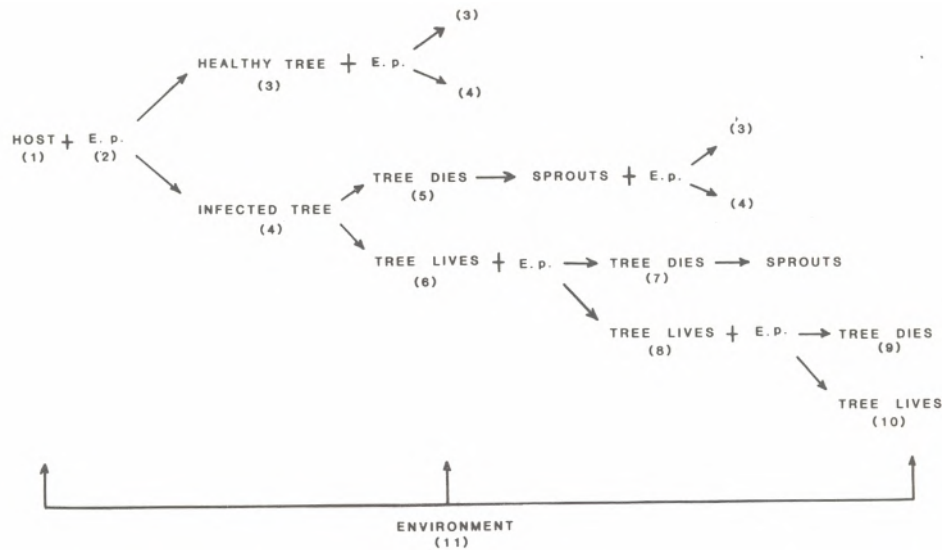 (3)
HEALTHY TREE + E. p.
(3)
(4)
HOST + E. p.
(1) (2)
(3)
TREE DIES → SPROUTS + E.p.
(5)
(4)
INFECTED TREE
(4)
TREE LIVES + E.p. → TREE DIES → SPROUTS
(6) (7)
TREE LIVES + E.p. → TREE DIES
(8) (9)
TREE LIVES
(10)
ENVIRONMENT
(11)